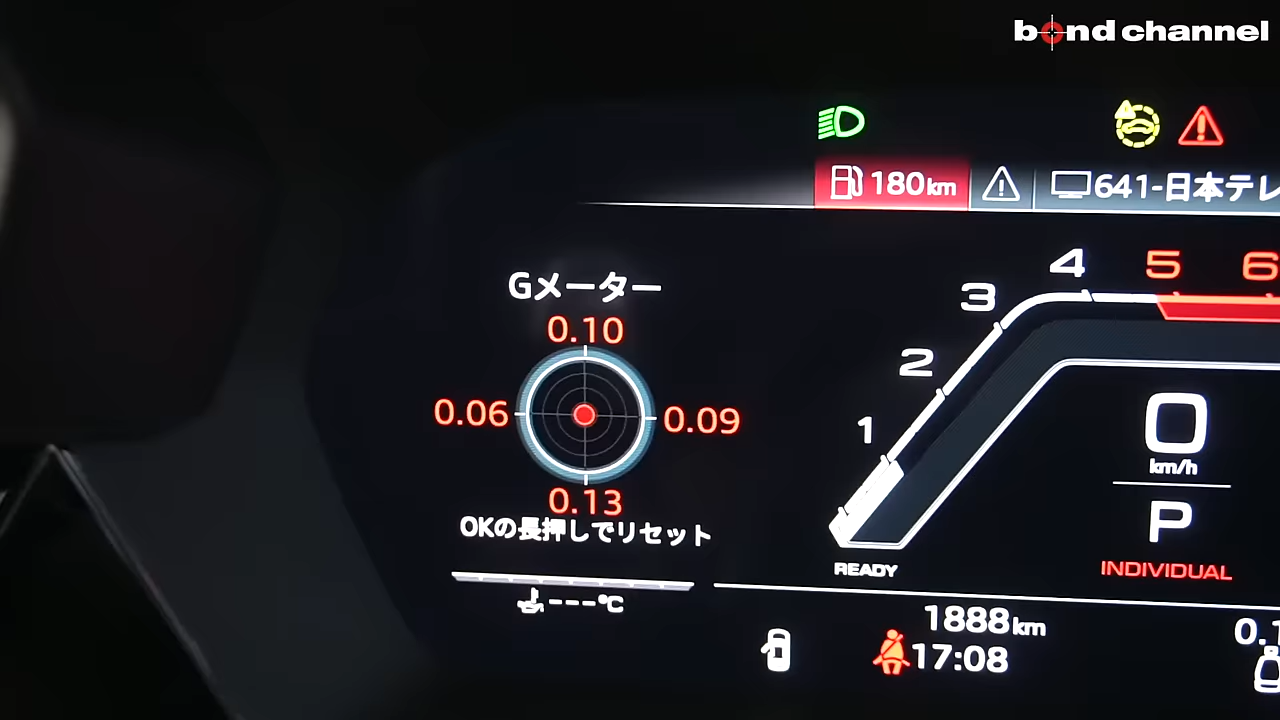 bond channel
180km
641-日本テレ
Gメーター
0.10
0.06
0.09
0.13
OKの長押しでリセット
---°C
1
2
3
4
5
6
0
km/h
P
READY
INDIVIDUAL
1888km
17:08
0.1